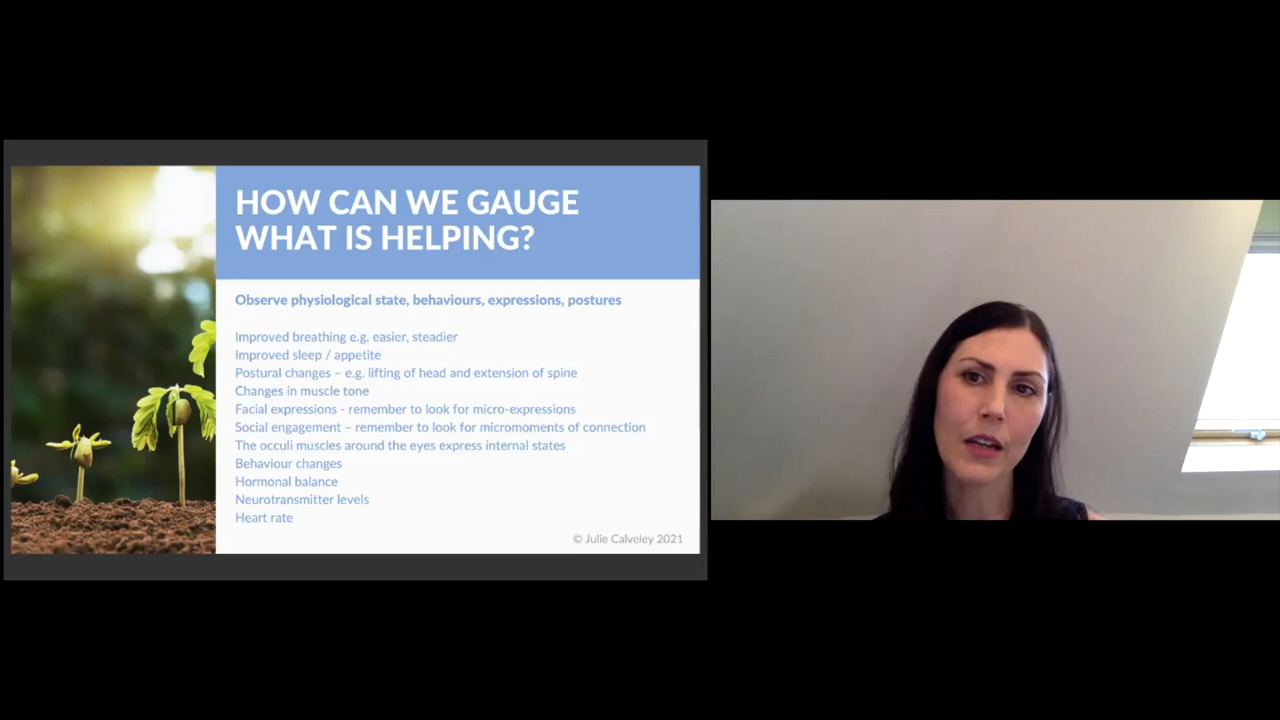 HOW CAN WE GAUGE
WHAT IS HELPING?
Observe physiological state, behaviours, expressions, postures
Improved breathing e.g. easier, steadier
Improved sleep / appetite
Postural changes – e.g. lifting of head and extension of spine
Changes in muscle tone
Facial expressions - remember to look for micro-expressions
Social engagement – remember to look for micromoments of connection
The occuli muscles around the eyes express internal states
Behaviour changes
Hormonal balance
Neurotransmitter levels
Heart rate
© Julie Calveley 2021